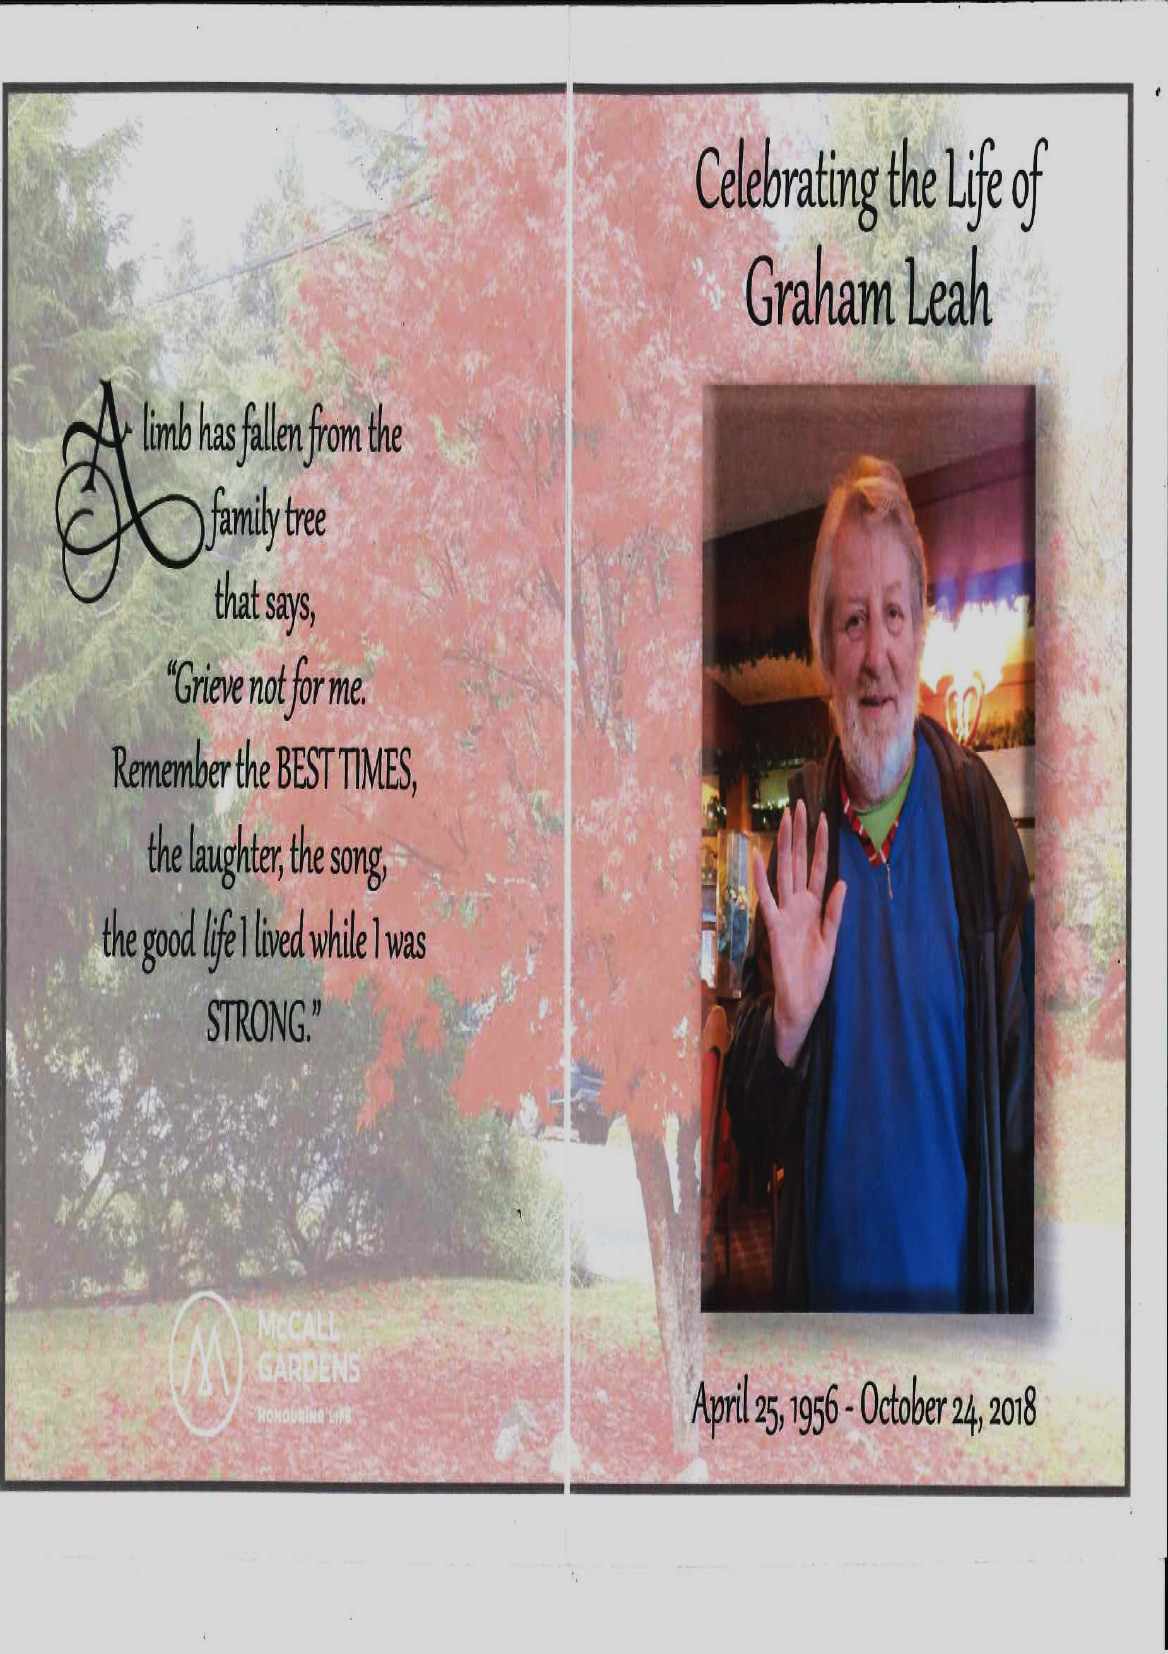 A limb has fallen from the
family tree
that says,
“Grieve not for me.
Remember the BEST TIMES,
the laughter, the song,
the good life I lived while I was
STRONG.”
McCALL
GARDENS
HONOURING LIFE
Celebrating the Life of
Graham Leah
April 25, 1956 - October 24, 2018